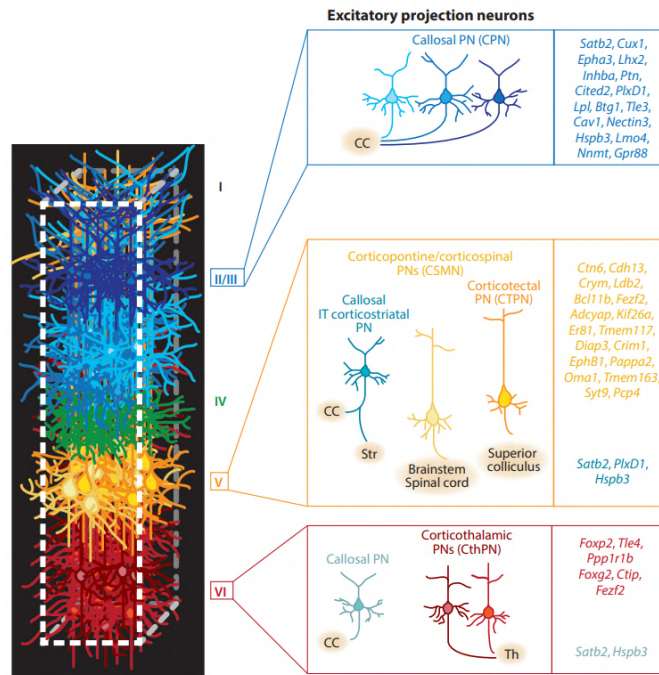 Excitatory projection neurons
Callosal PN (CPN)
CC
Satb2, Cux1,
Epha3, Lhx2,
Inhba, Ptn,
Cited2, PlxD1,
Lpl, Btg1, Tle3,
Cav1, Nectin3,
Hspb3, Lmo4,
Nnmt, Gpr88
I
II/III
IV
V
VI
Corticopontine/corticospinal
PNs (CSMN)
Corticotectal
PN (CTPN)
Callosal
IT corticostriatal
PN
CC
Str
Brainstem
Spinal cord
Superior
colliculus
Ctn6, Cdh13,
Crym, Ldb2,
Bcl11b, Fezf2,
Adcyap, Kif26a,
Er81, Tmem117,
Diap3, Crim1,
EphB1, Pappa2,
Oma1, Tmem163,
Syt9, Pcp4
Satb2, PlxD1,
Hspb3
Callosal PN
CC
Corticothalamic
PNs (CthPN)
Th
Foxp2, Tle4,
Ppp1r1b
Foxg2, Ctip,
Fezf2
Satb2, Hspb3